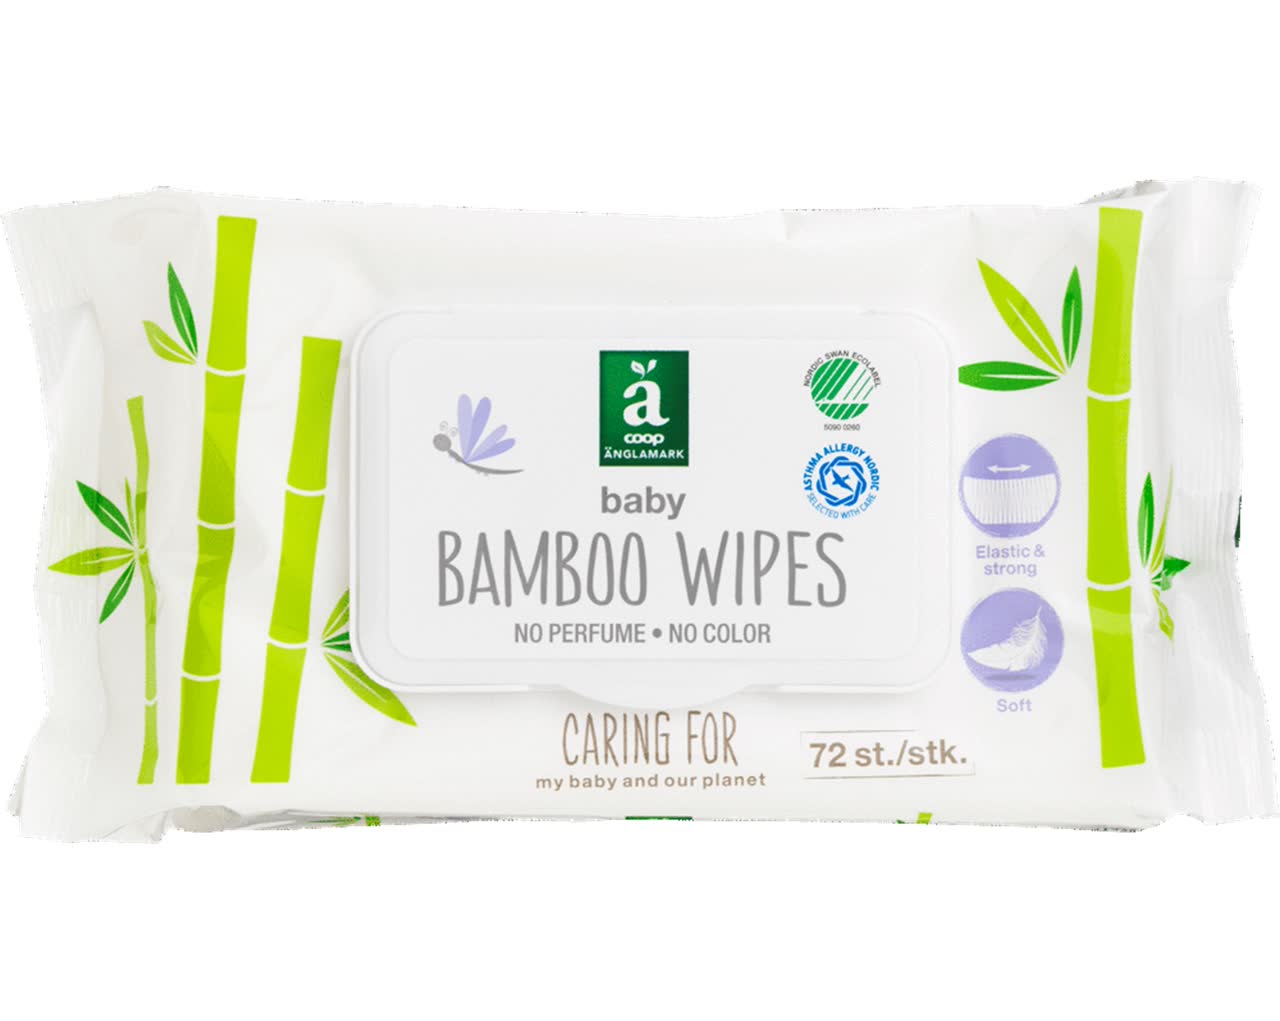 å
coop
ÄNGLAMARK
NORDIC SWAN ECOLABEL
5090 0260
ASTHMA ALLERGY NORDIC
SELECTED WITH CARE
baby
BAMBOO WIPES
NO PERFUME • NO COLOR
Elastic &
strong
Soft
CARING FOR
my baby and our planet
72 st./stk.